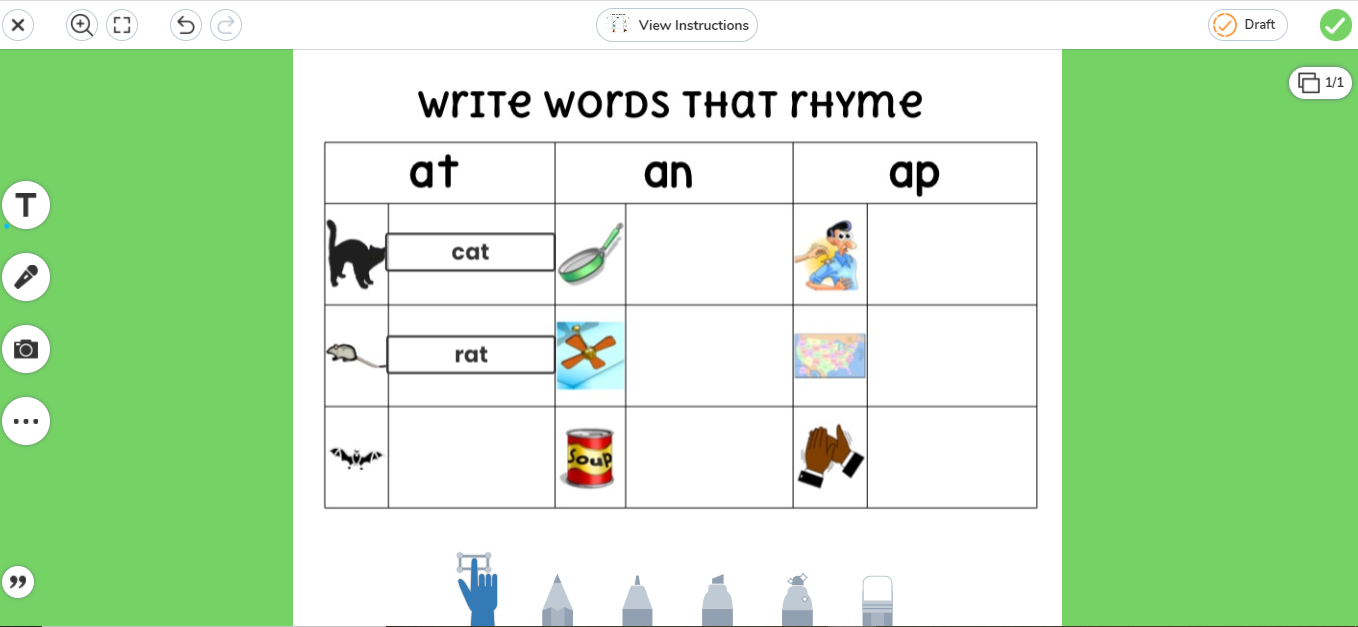 View Instructions
Draft
1/1
write words that rhyme
at an ap
cat
rat
Soup
T